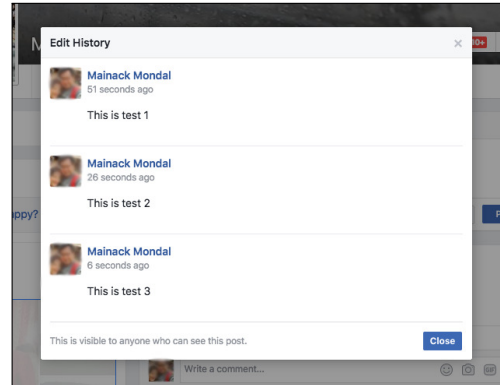 M
Edit History
Mainack Mondal
51 seconds ago
This is test 1
Mainack Mondal
26 seconds ago
This is test 2
Mainack Mondal
6 seconds ago
This is test 3
ppy?
This is visible to anyone who can see this post.
Close
Write a comment...
GIF